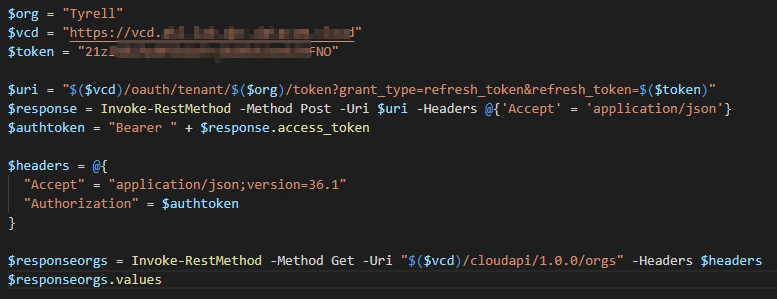 $org = "Tyrell"
$vcd = "https://vcd. d"
$token = "21z FNO"
$uri = "$($vcd)/oauth/tenant/$($org)/token?grant_type=refresh_token&refresh_token=$($token)"
$response = Invoke-RestMethod -Method Post -Uri $uri -Headers @{'Accept' = 'application/json'}
$authtoken = "Bearer " + $response.access_token
$headers = @{
"Accept" = "application/json;version=36.1"
"Authorization" = $authtoken
}
$responseorgs = Invoke-RestMethod -Method Get -Uri "$($vcd)/cloudapi/1.0.0/orgs" -Headers $headers
$responseorgs.values